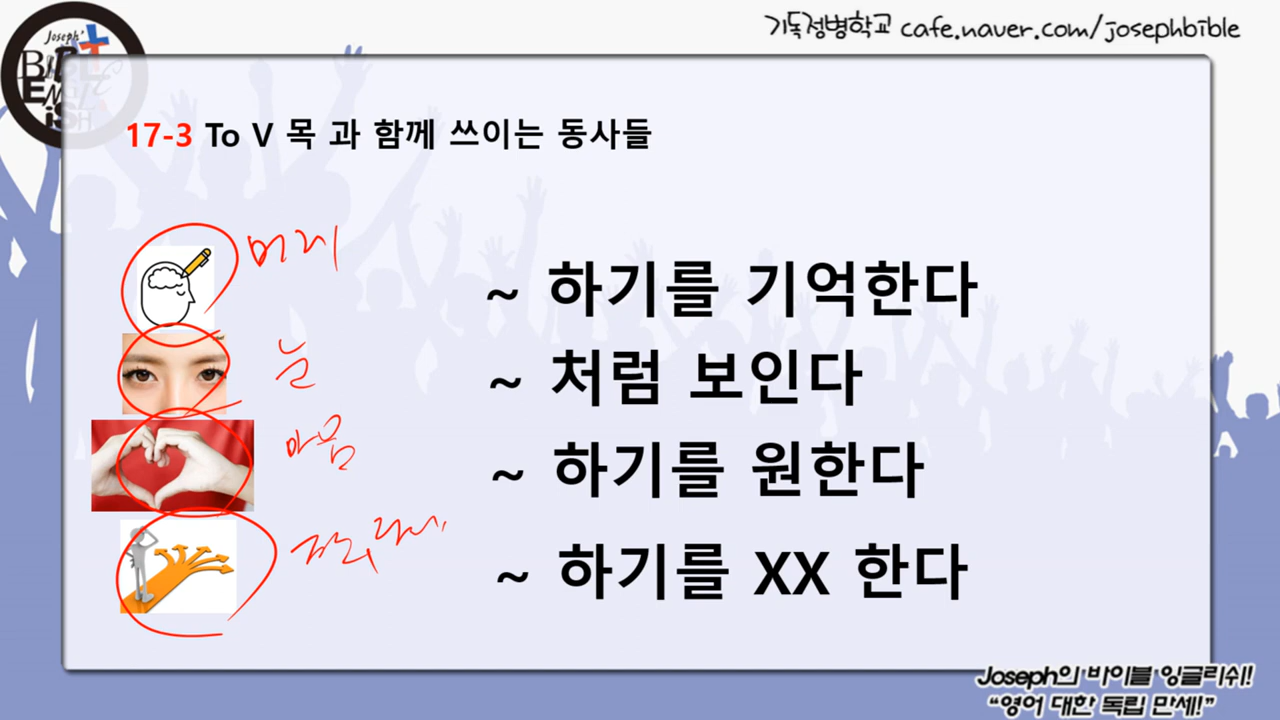 Joseph'
기독정병학교 cafe.naver.com/josephbible
17-3 To V 목 과 함께 쓰이는 동사들
머리
~ 하기를 기억한다
눈
~ 처럼 보인다
마음
~ 하기를 원한다
~ 하기를 XX 한다
Joseph의 바이블 잉글리쉬!
“영어 대한 독립 만세!”